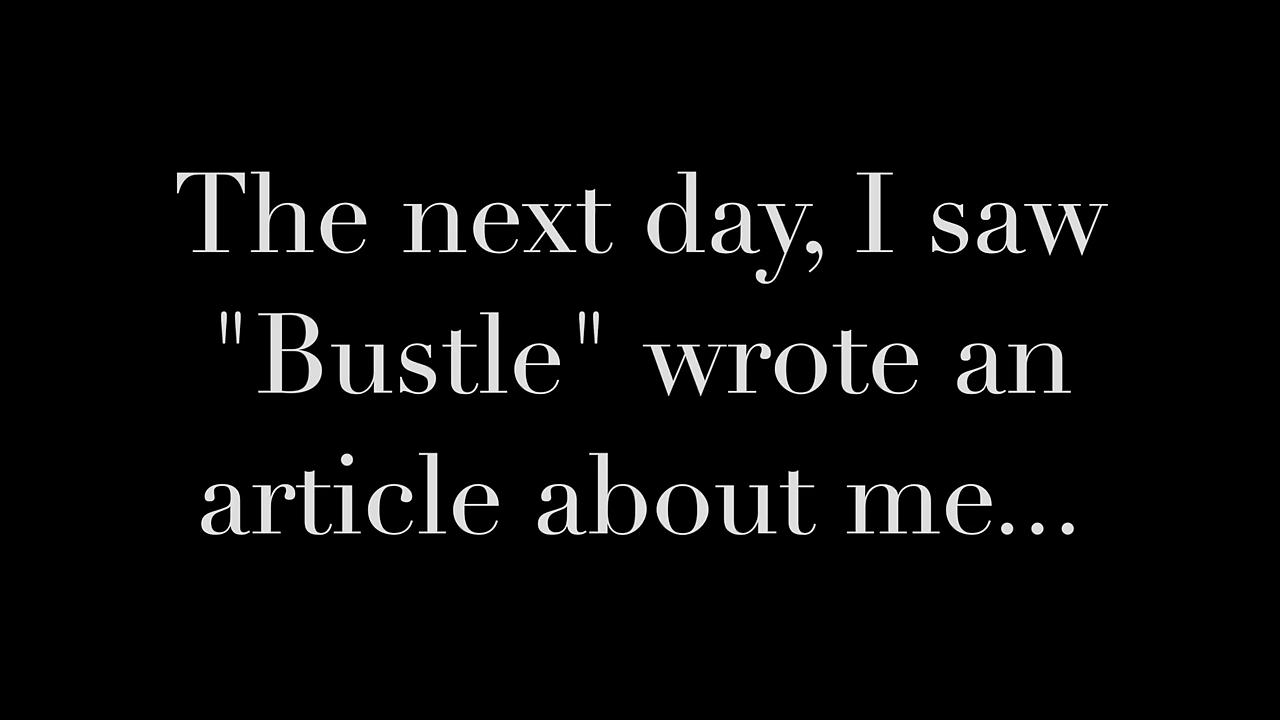 The next day, I saw
"Bustle" wrote an
article about me...